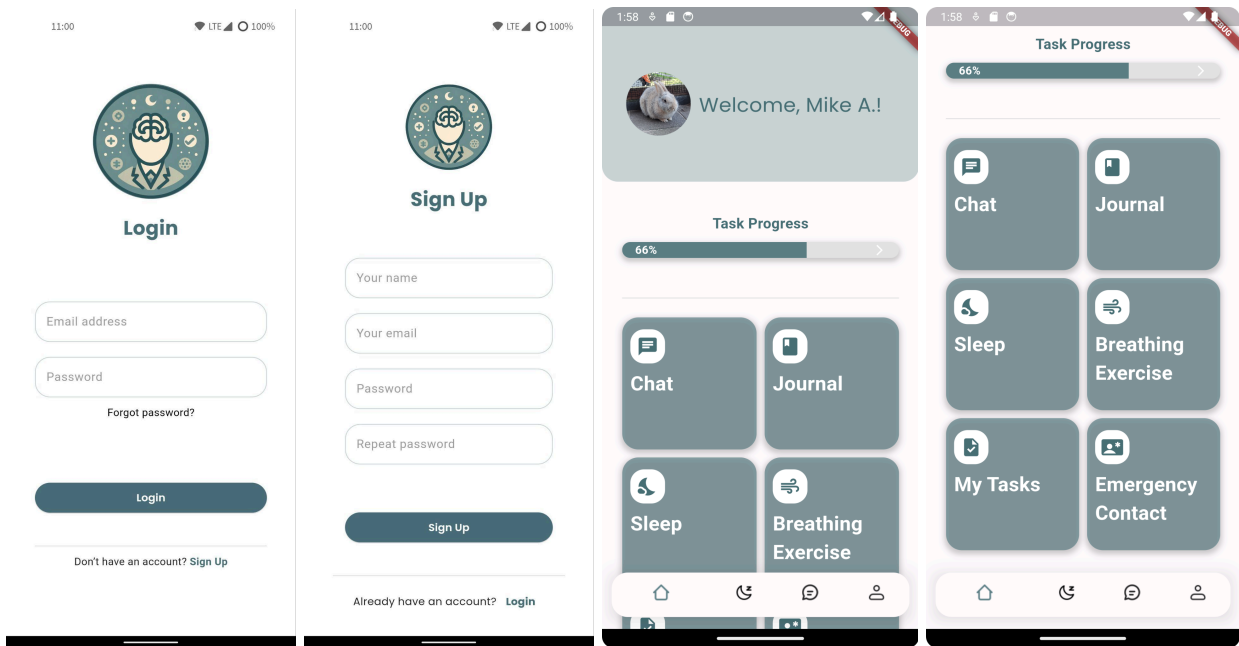 11:00
LTE 100%
Login
Email address
Password
Forgot password?
Login
Don't have an account? Sign Up
11:00
LTE 100%
Sign Up
Your name
Your email
Password
Repeat password
Sign Up
Already have an account? Login
1:58
Welcome, Mike A.!
Task Progress
66%
Chat
Journal
Sleep
Breathing
Exercise
1:58
Task Progress
66%
Chat
Journal
Sleep
Breathing
Exercise
My Tasks
Emergency
Contact